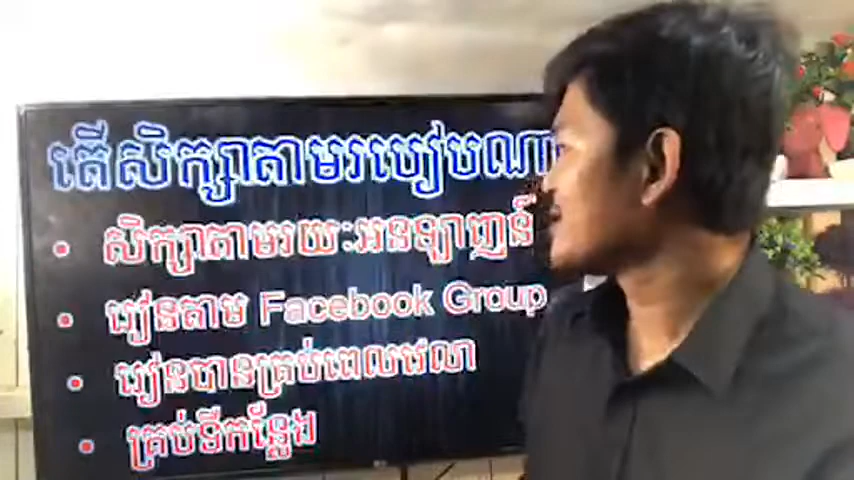 តើសិក្សាតាមរបៀបណា
• សិក្សាតាមរយៈអនឡាញន៍
• រៀនតាម Facebook Group
• រៀនបានគ្រប់ពេលវេលា
• គ្រប់ទីកន្លែង